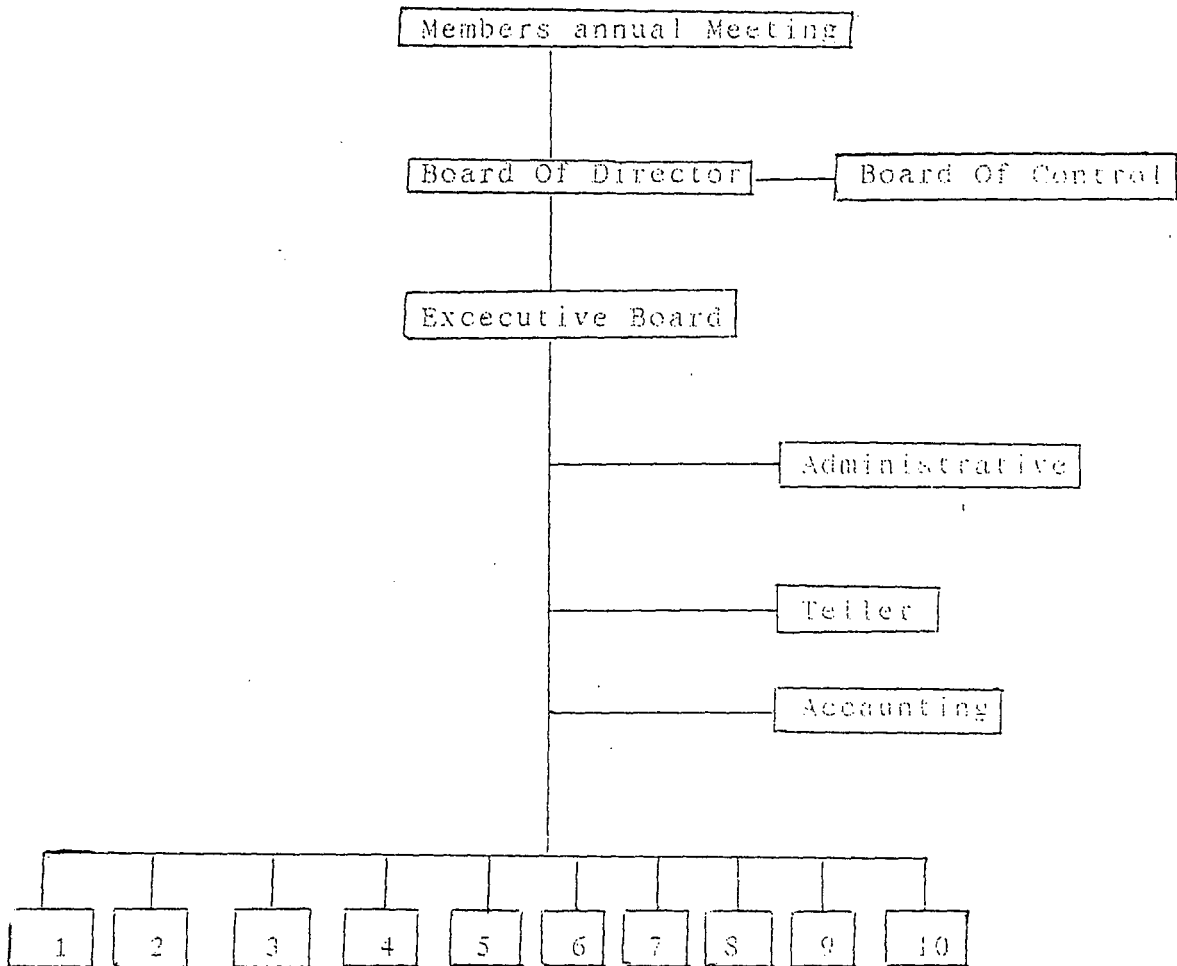 Members annual Meeting
Board Of Director
Board Of Control
Excecutive Board
Administrative
Teller
Accaunting
1 2 3 4 5 6 7 8 9 10